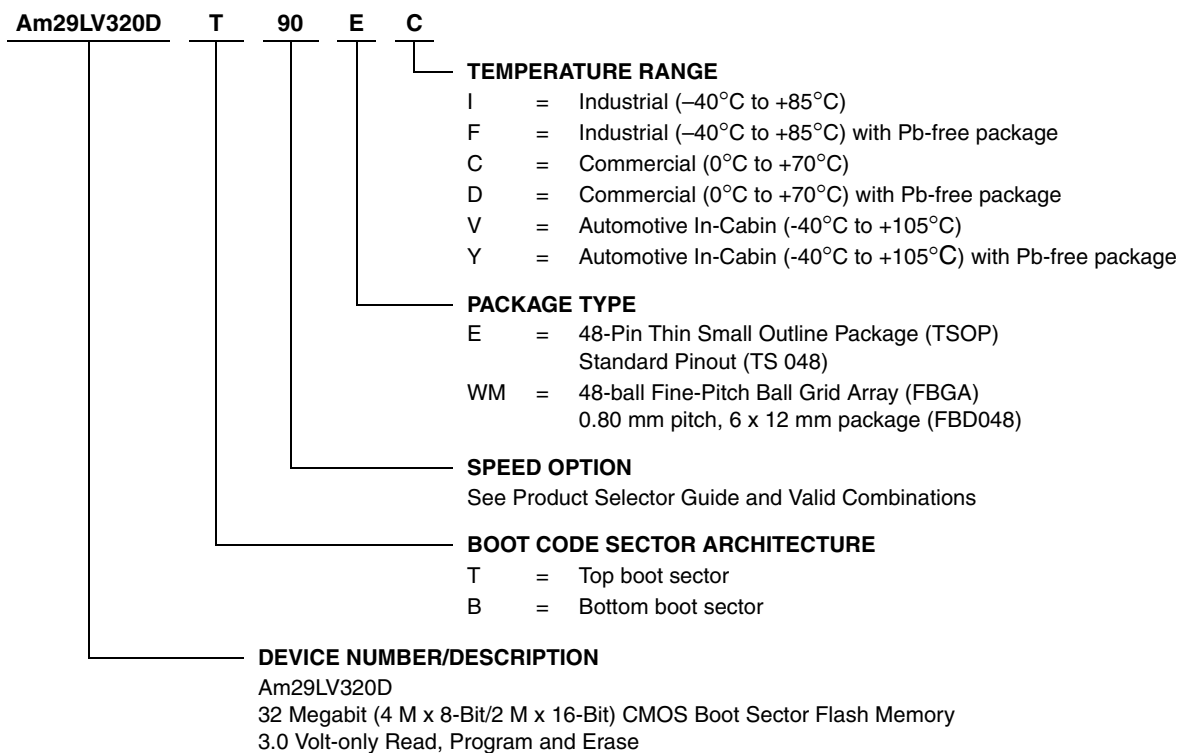 Am29LV320D T 90 E C
TEMPERATURE RANGE
I = Industrial (–40°C to +85°C)
F = Industrial (–40°C to +85°C) with Pb-free package
C = Commercial (0°C to +70°C)
D = Commercial (0°C to +70°C) with Pb-free package
V = Automotive In-Cabin (-40°C to +105°C)
Y = Automotive In-Cabin (-40°C to +105°C) with Pb-free package
PACKAGE TYPE
E = 48-Pin Thin Small Outline Package (TSOP)
Standard Pinout (TS 048)
WM = 48-ball Fine-Pitch Ball Grid Array (FBGA)
0.80 mm pitch, 6 x 12 mm package (FBD048)
SPEED OPTION
See Product Selector Guide and Valid Combinations
BOOT CODE SECTOR ARCHITECTURE
T = Top boot sector
B = Bottom boot sector
DEVICE NUMBER/DESCRIPTION
Am29LV320D
32 Megabit (4 M x 8-Bit/2 M x 16-Bit) CMOS Boot Sector Flash Memory
3.0 Volt-only Read, Program and Erase